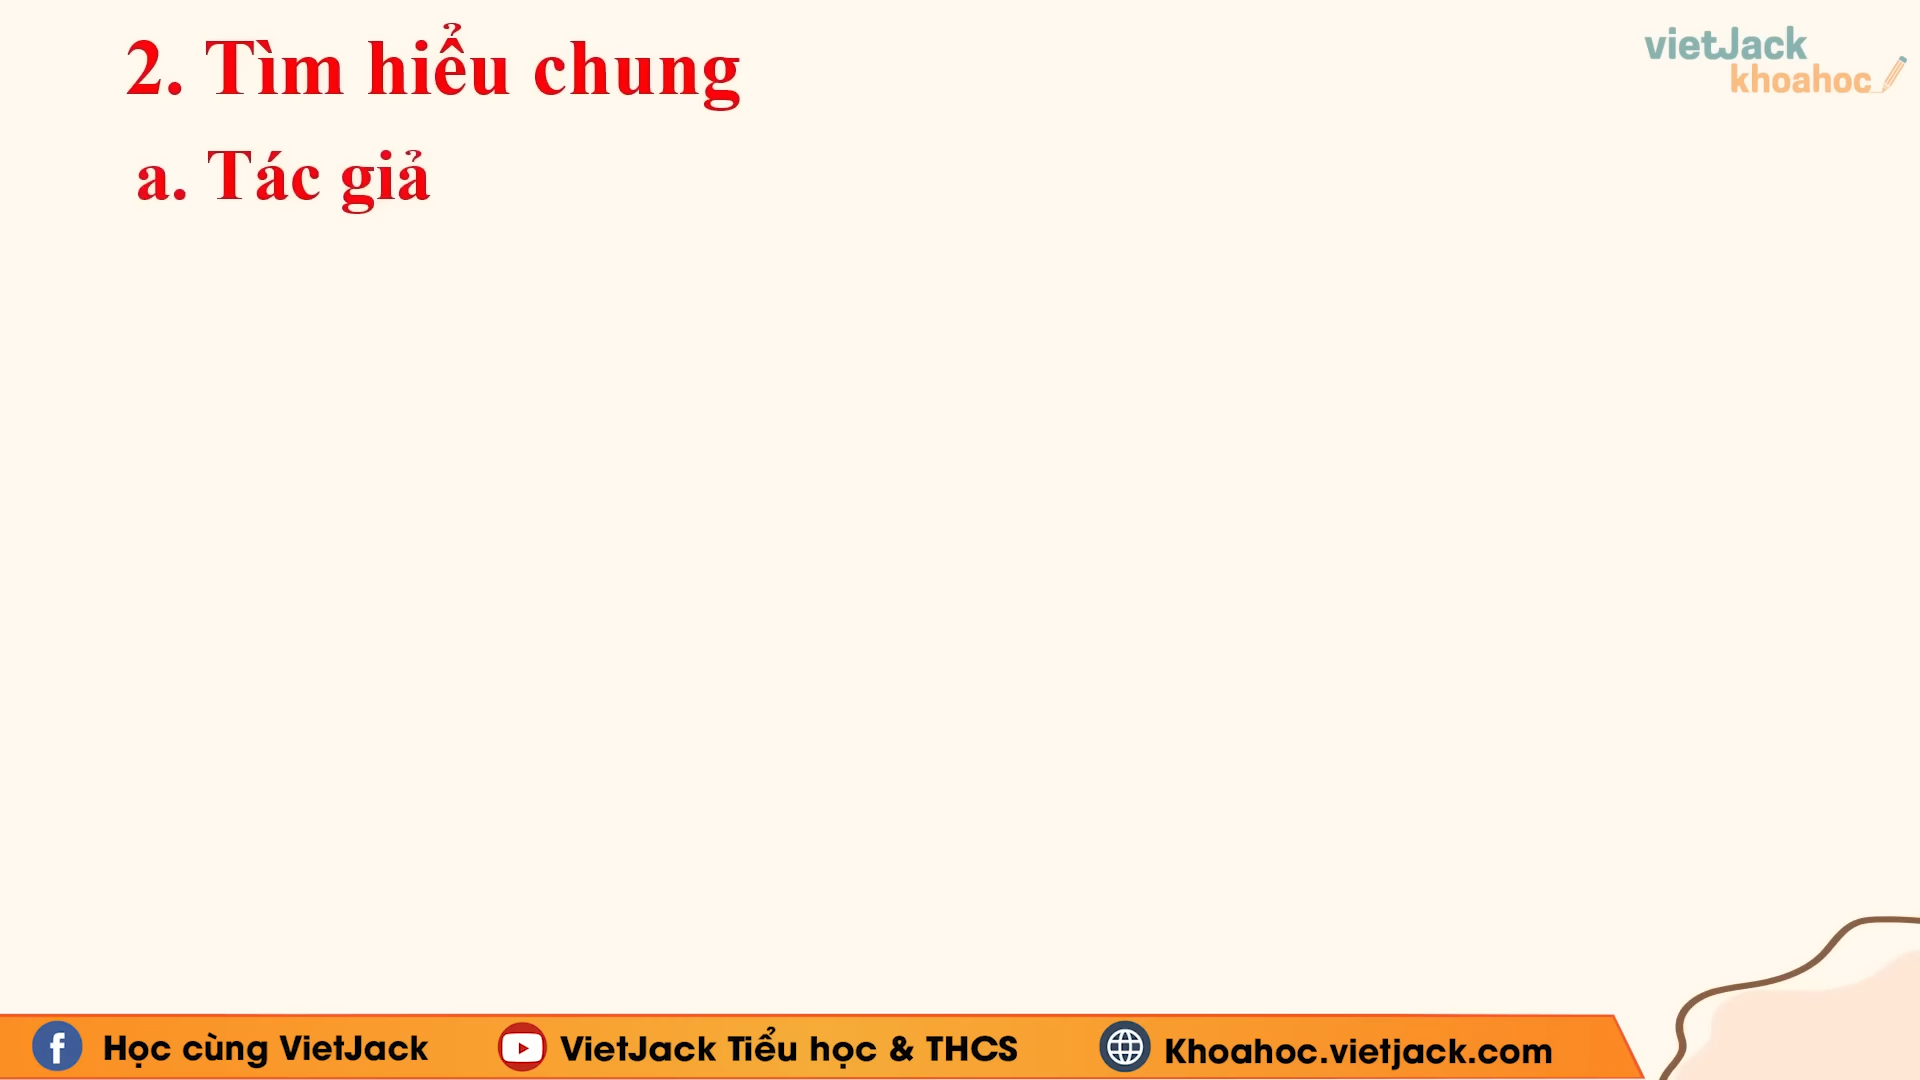 2. Tìm hiểu chung
vietJack
khoahoc
a. Tác giả
Học cùng VietJack
VietJack Tiểu học & THCS
Khoahoc.vietjack.com